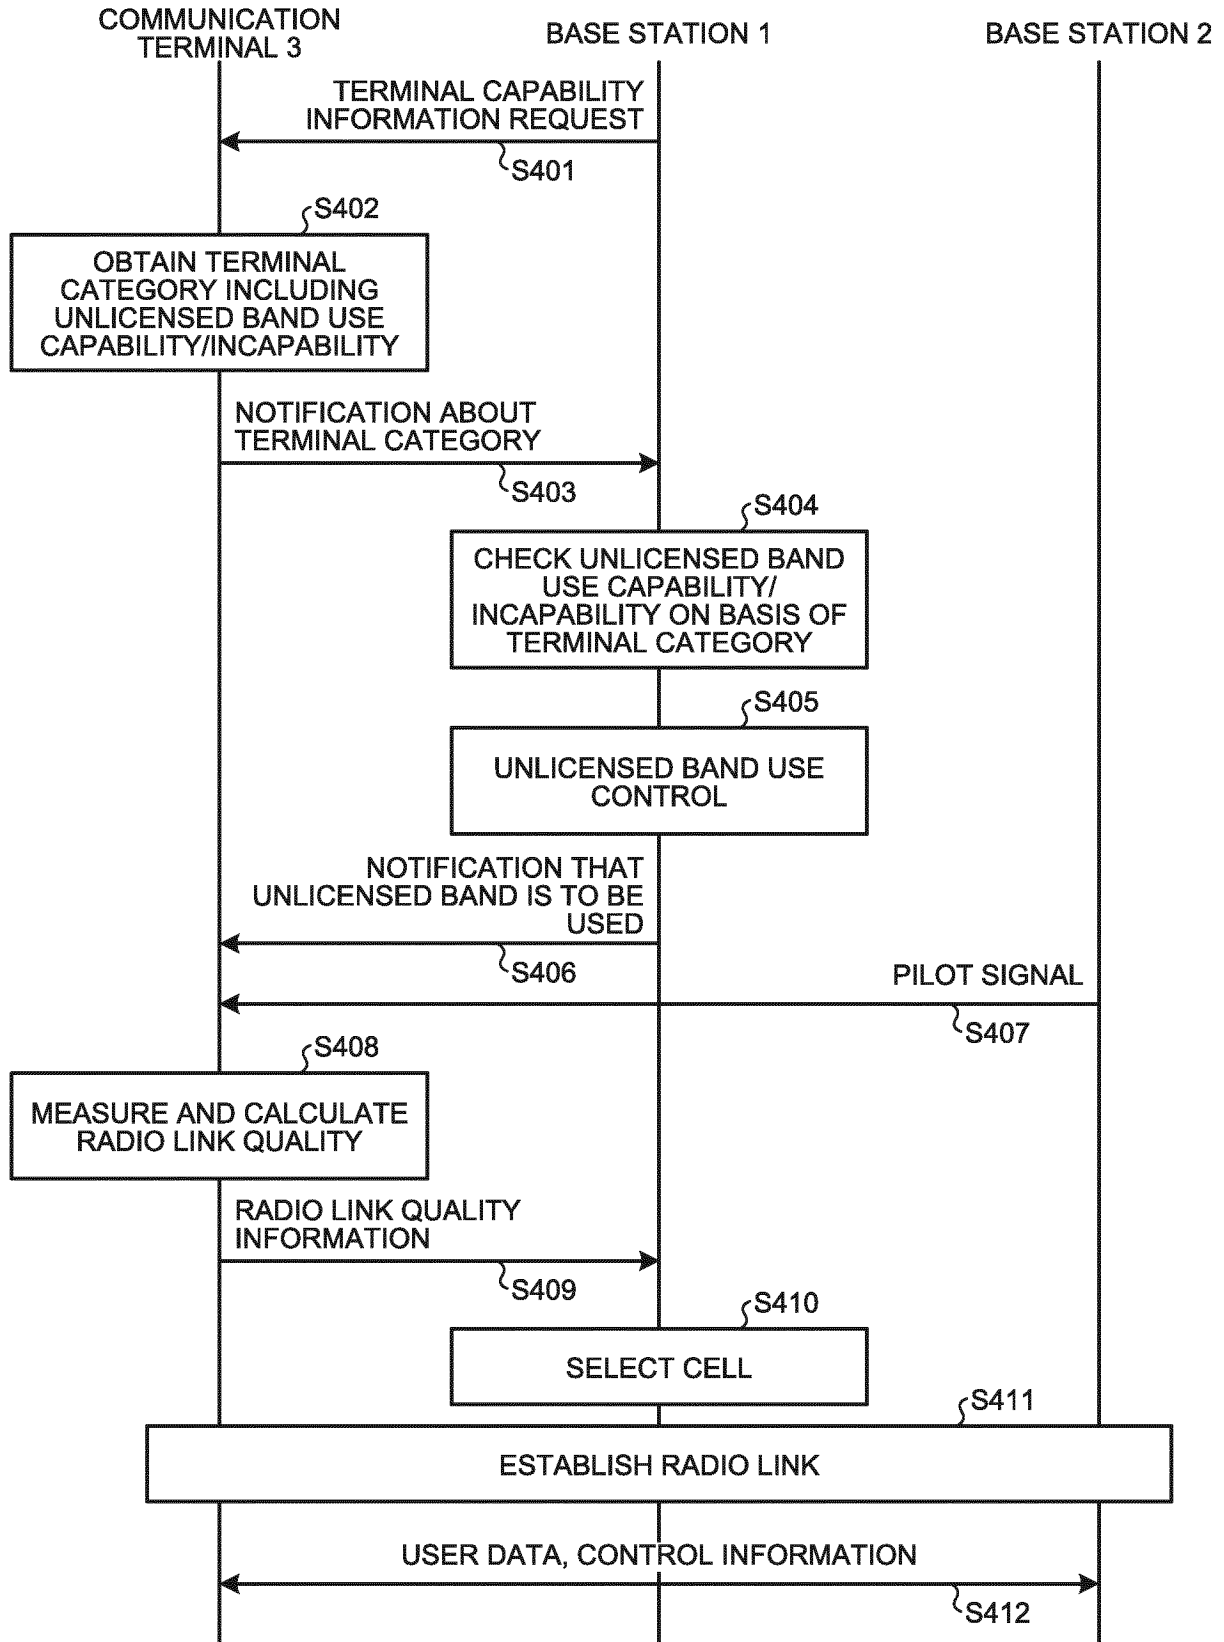 COMMUNICATION
TERMINAL 3
BASE STATION 1
BASE STATION 2
TERMINAL CAPABILITY
INFORMATION REQUEST
S401
S402
OBTAIN TERMINAL
CATEGORY INCLUDING
UNLICENSED BAND USE
CAPABILITY/INCAPABILITY
NOTIFICATION ABOUT
TERMINAL CATEGORY
S403
S404
CHECK UNLICENSED BAND
USE CAPABILITY/
INCAPABILITY ON BASIS OF
TERMINAL CATEGORY
S405
UNLICENSED BAND USE
CONTROL
NOTIFICATION THAT
UNLICENSED BAND IS TO BE
USED
S406
PILOT SIGNAL
S407
S408
MEASURE AND CALCULATE
RADIO LINK QUALITY
RADIO LINK QUALITY
INFORMATION
S409
S410
SELECT CELL
S411
ESTABLISH RADIO LINK
USER DATA, CONTROL INFORMATION
S412